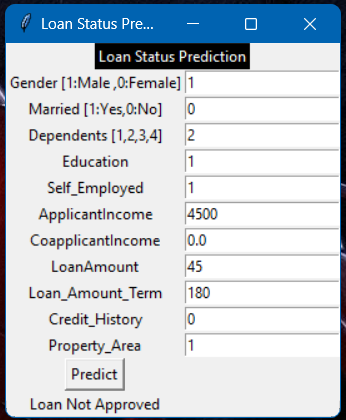 Loan Status Pre...
Loan Status Prediction
Gender [1:Male ,0:Female] 1
Married [1:Yes,0:No] 0
Dependents [1,2,3,4] 2
Education 1
Self_Employed 1
ApplicantIncome 4500
CoapplicantIncome 0.0
LoanAmount 45
Loan_Amount_Term 180
Credit_History 0
Property_Area 1
Predict
Loan Not Approved